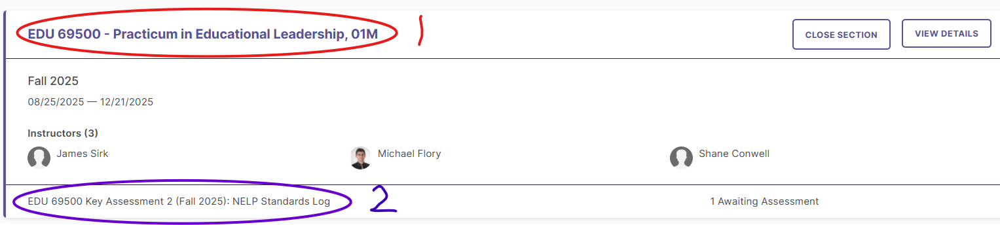 EDU 69500 - Practicum in Educational Leadership, 01M 1 CLOSE SECTION VIEW DETAILS
Fall 2025
08/25/2025 — 12/21/2025
Instructors (3)
James Sirk Michael Flory Shane Conwell
EDU 69500 Key Assessment 2 (Fall 2025): NELP Standards Log 2 1 Awaiting Assessment